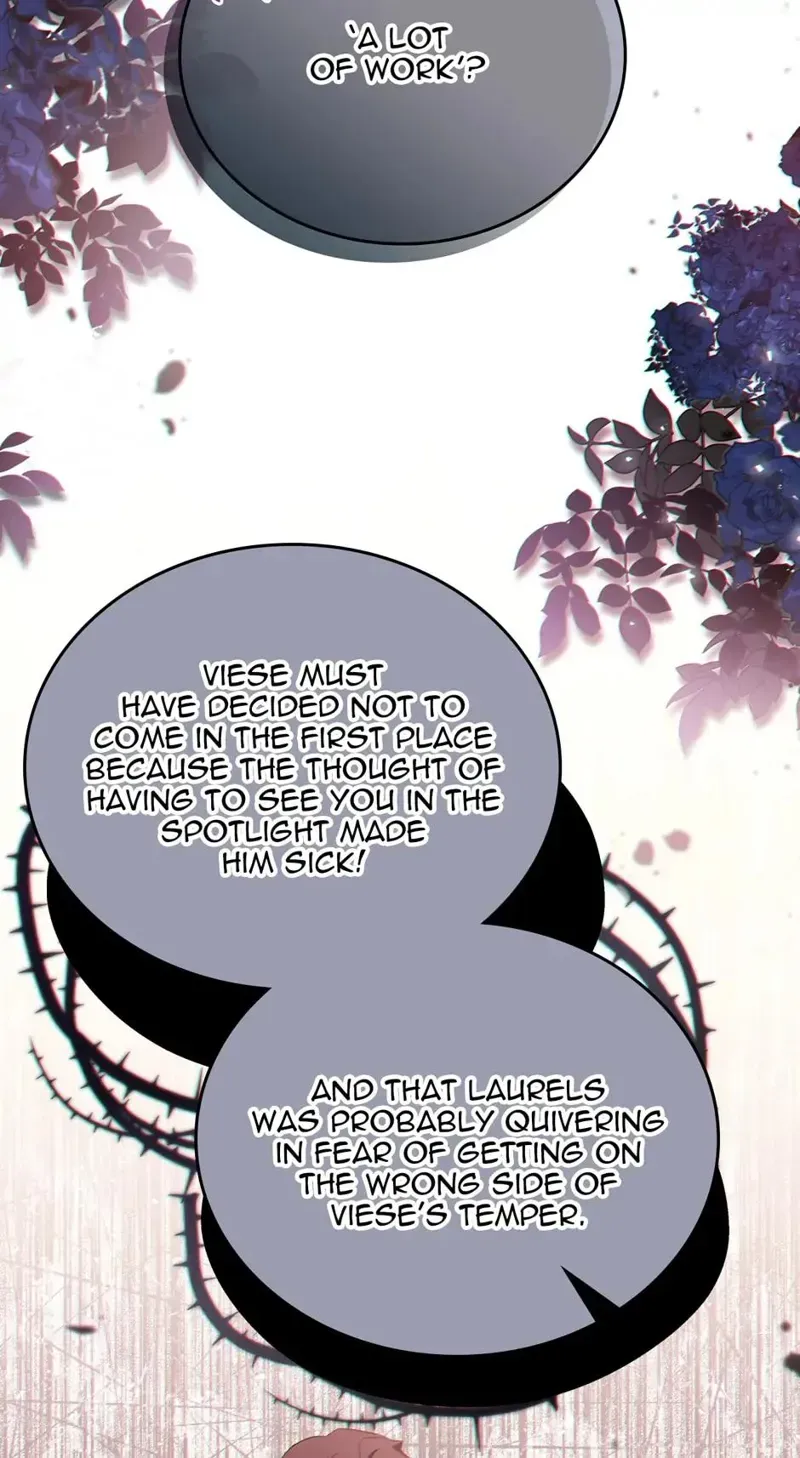 'A LOT
OF WORK'?
VIESE MUST
HAVE DECIDED NOT TO
COME IN THE FIRST PLACE
BECAUSE THE THOUGHT OF
HAVING TO SEE YOU IN THE
SPOTLIGHT MADE
HIM SICK!
AND THAT LAURELS
WAS PROBABLY QUIVERING
IN FEAR OF GETTING ON
THE WRONG SIDE OF
VIESE'S TEMPER.